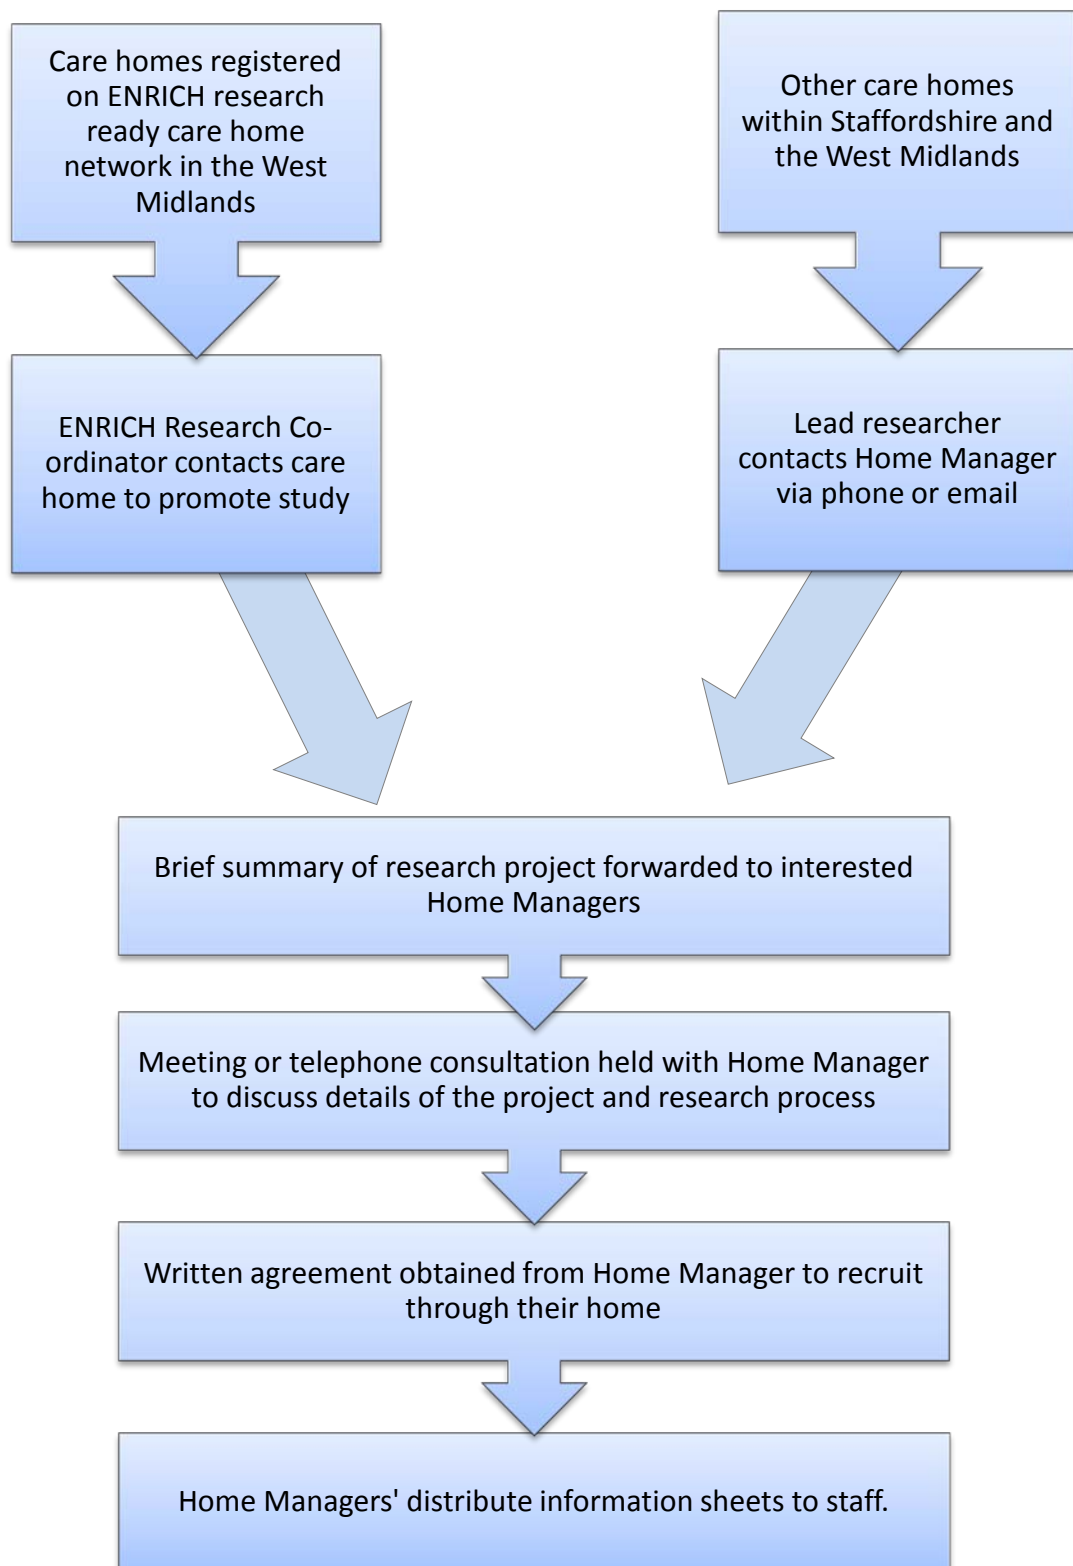 Care homes registered
on ENRICH research
ready care home
network in the West
Midlands
Other care homes
within Staffordshire and
the West Midlands
ENRICH Research Co-
ordinator contacts care
home to promote study
Lead researcher
contacts Home Manager
via phone or email
Brief summary of research project forwarded to interested
Home Managers
Meeting or telephone consultation held with Home Manager
to discuss details of the project and research process
Written agreement obtained from Home Manager to recruit
through their home
Home Managers' distribute information sheets to staff.